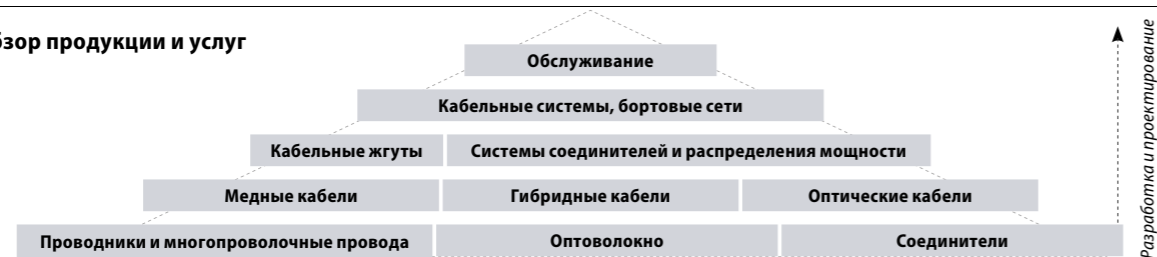 бзор продукции и услуг
Обслуживание
Кабельные системы, бортовые сети
Кабельные жгуты Системы соединителей и распределения мощности
Медные кабели Гибридные кабели Оптические кабели
Проводники и многопроволочные провода Оптоволокно Соединители
Разработка и проектирование